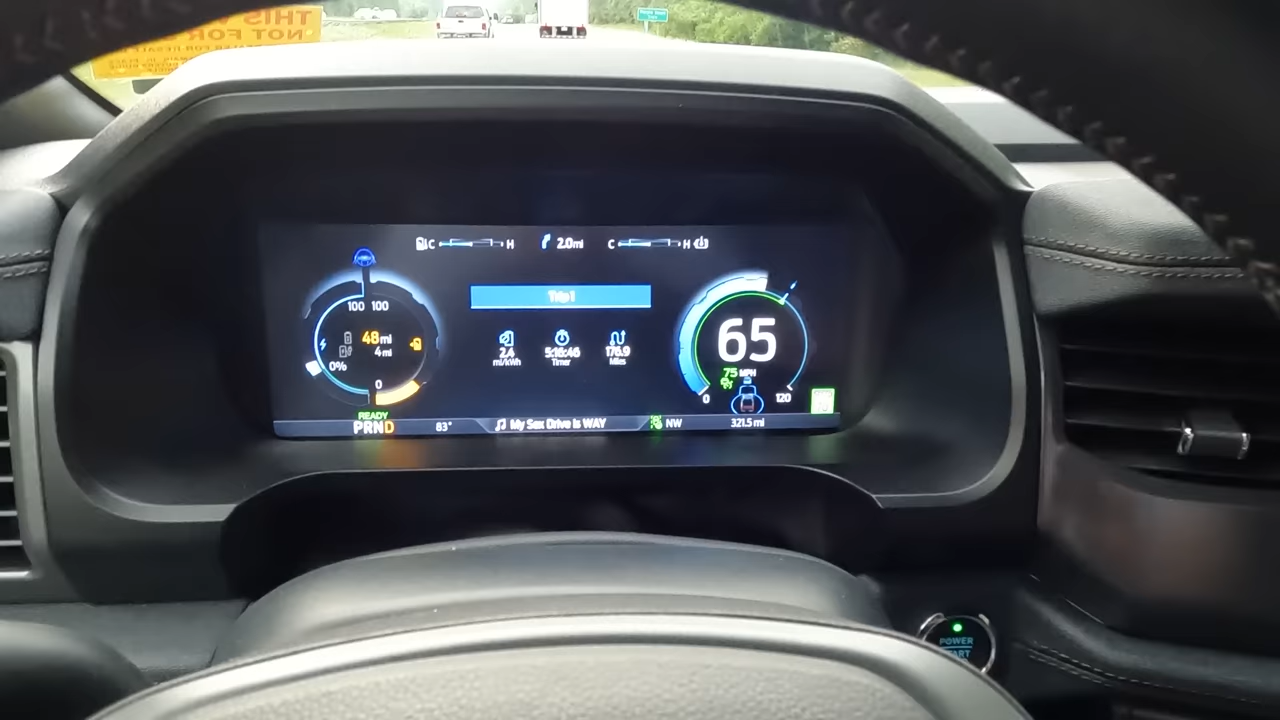 NOT FOR
C H 2.0mi C H
Trip 1
100 100
48mi
4mi
0%
0
2.4
mi/kWh
5:16:46
Timer
176.9
Miles
65
75 MPH
0 120
READY
PRND
83°
My Sex Drive Is WAY
NW
321.5 mi
POWER
START